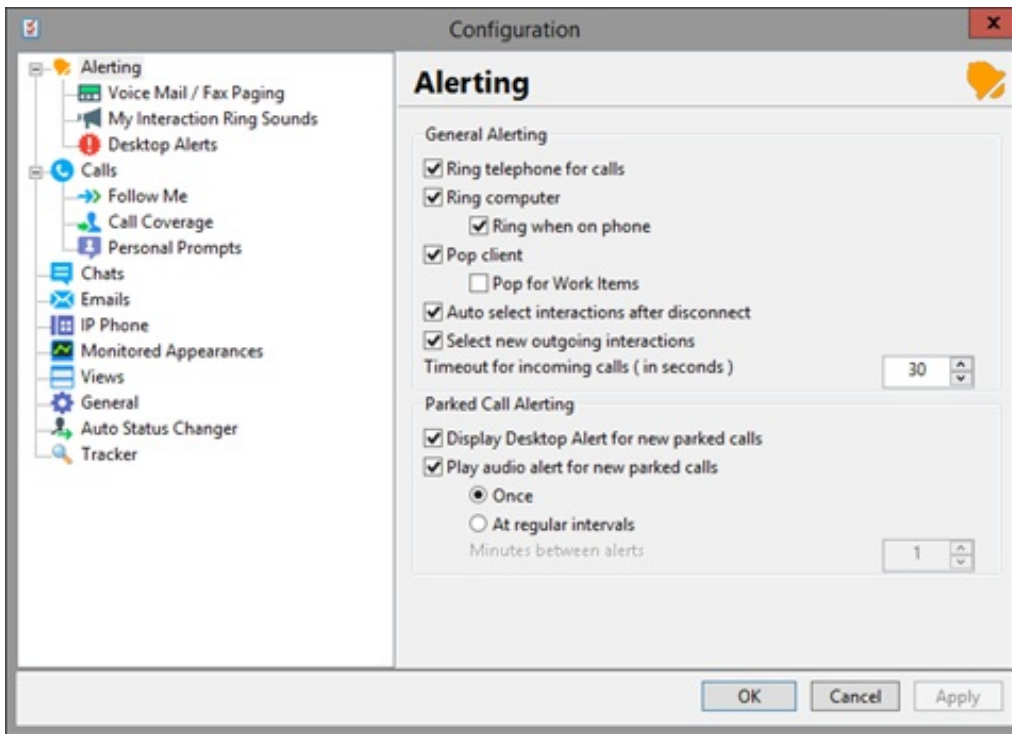 Configuration
Alerting
Voice Mail / Fax Paging
My Interaction Ring Sounds
Desktop Alerts
Calls
Follow Me
Call Coverage
Personal Prompts
Chats
Emails
IP Phone
Monitored Appearances
Views
General
Auto Status Changer
Tracker
Alerting
General Alerting
Ring telephone for calls
Ring computer
Ring when on phone
Pop client
Pop for Work Items
Auto select interactions after disconnect
Select new outgoing interactions
Timeout for incoming calls ( in seconds ) 30
Parked Call Alerting
Display Desktop Alert for new parked calls
Play audio alert for new parked calls
Once
At regular intervals
Minutes between alerts 1
OK Cancel Apply